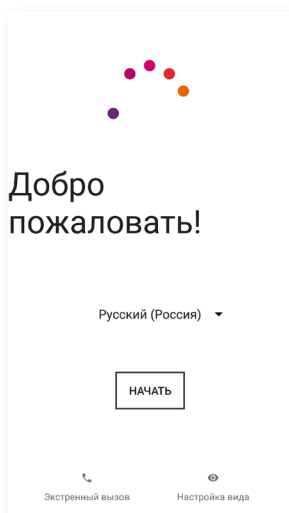 Добро
пожаловать!
Русский (Россия)
НАЧАТЬ
Экстренный вызов
Настройка вида